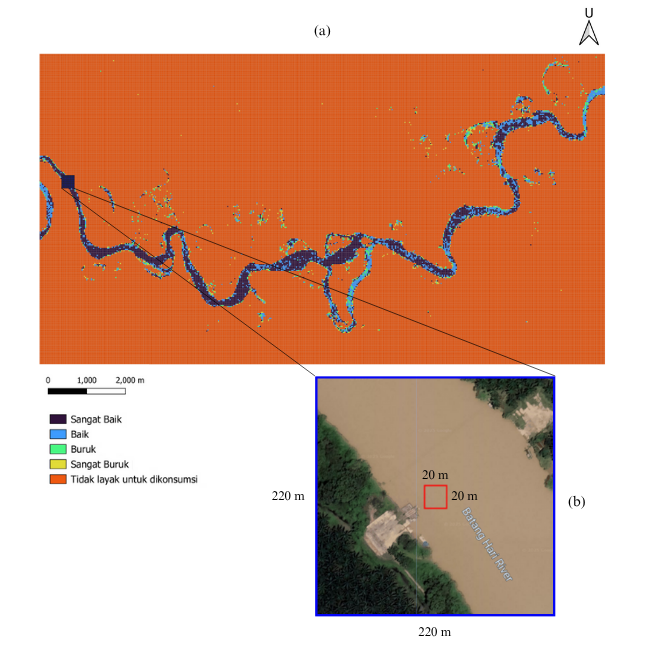 U
(a)
0 1,000 2,000 m
Sangat Baik
Baik
Buruk
Sangat Buruk
Tidak layak untuk dikonsumsi
20 m
20 m
220 m
(b)
Batang Hari River
220 m